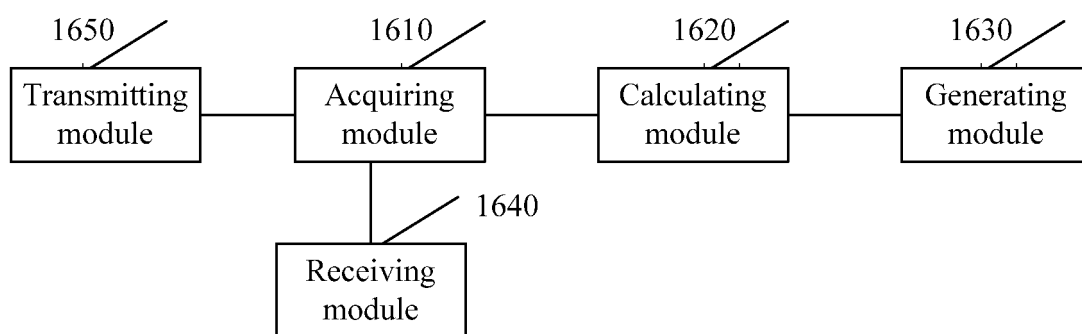 1650
1610
1620
1630
Transmitting
module
Acquiring
module
Calculating
module
Generating
module
1640
Receiving
module